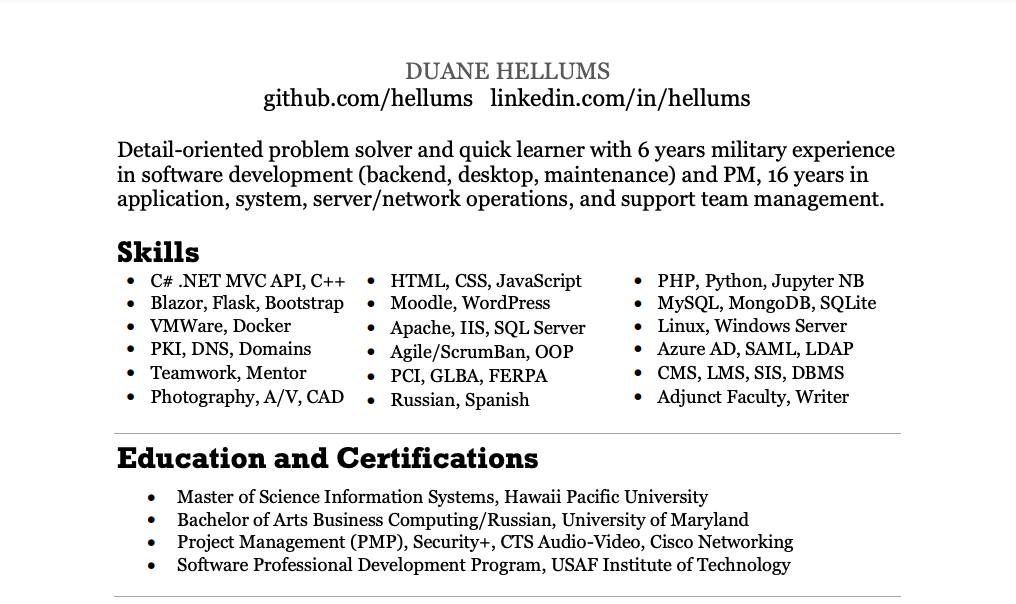 DUANE HELLUMS
github.com/hellums linkedin.com/in/hellums
Detail-oriented problem solver and quick learner with 6 years military experience
in software development (backend, desktop, maintenance) and PM, 16 years in
application, system, server/network operations, and support team management.
Skills
• C# .NET MVC API, C++
• Blazor, Flask, Bootstrap
• VMWare, Docker
• PKI, DNS, Domains
• Teamwork, Mentor
• Photography, A/V, CAD
• HTML, CSS, JavaScript
• Moodle, WordPress
• Apache, IIS, SQL Server
• Agile/ScrumBan, OOP
• PCI, GLBA, FERPA
• Russian, Spanish
• PHP, Python, Jupyter NB
• MySQL, MongoDB, SQLite
• Linux, Windows Server
• Azure AD, SAML, LDAP
• CMS, LMS, SIS, DBMS
• Adjunct Faculty, Writer
Education and Certifications
• Master of Science Information Systems, Hawaii Pacific University
• Bachelor of Arts Business Computing/Russian, University of Maryland
• Project Management (PMP), Security+, CTS Audio-Video, Cisco Networking
• Software Professional Development Program, USAF Institute of Technology